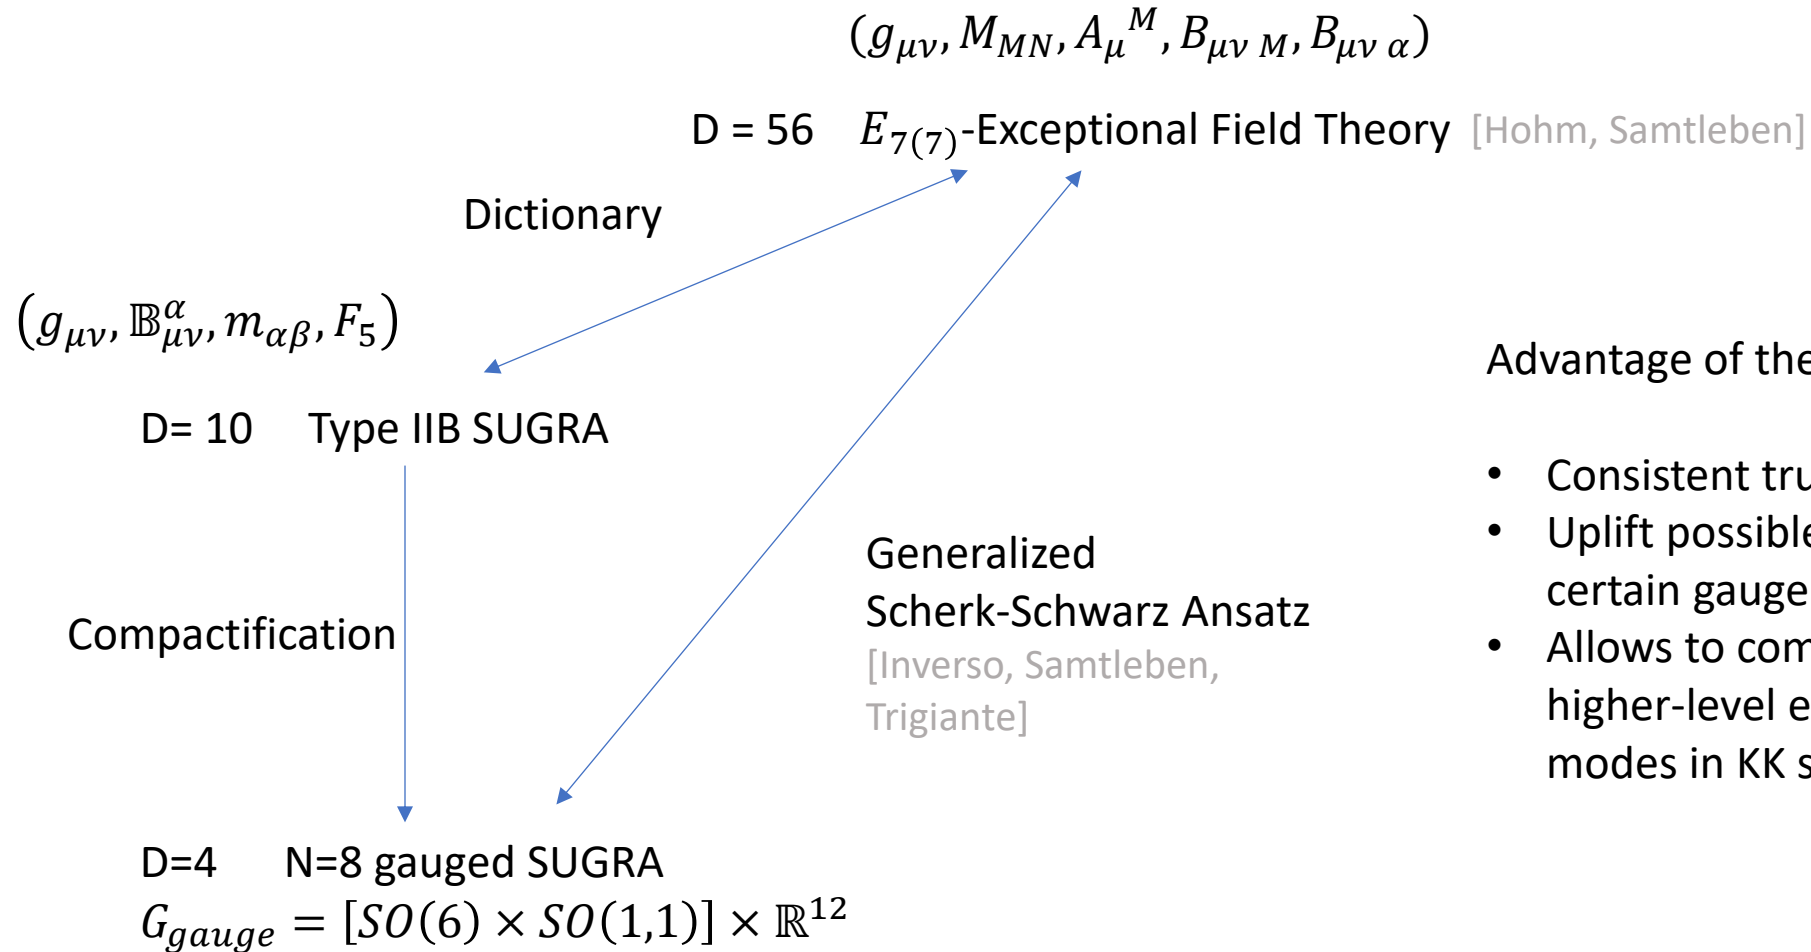 (g_{μν}, M_{MN}, A_μ^M, B_{μν M}, B_{μν α})
D = 56 E_{7(7)}-Exceptional Field Theory [Hohm, Samtleben]
Dictionary
(g_{μν}, 𝔹^α_{μν}, m_{αβ}, F_5)
D= 10 Type IIB SUGRA
Compactification
Generalized
Scherk-Schwarz Ansatz
[Inverso, Samtleben,
Trigiante]
D=4 N=8 gauged SUGRA
G_{gauge} = [SO(6) × SO(1,1)] × ℝ^{12}
Advantage of the
• Consistent tru
• Uplift possible
certain gauge
• Allows to com
higher-level e
modes in KK s